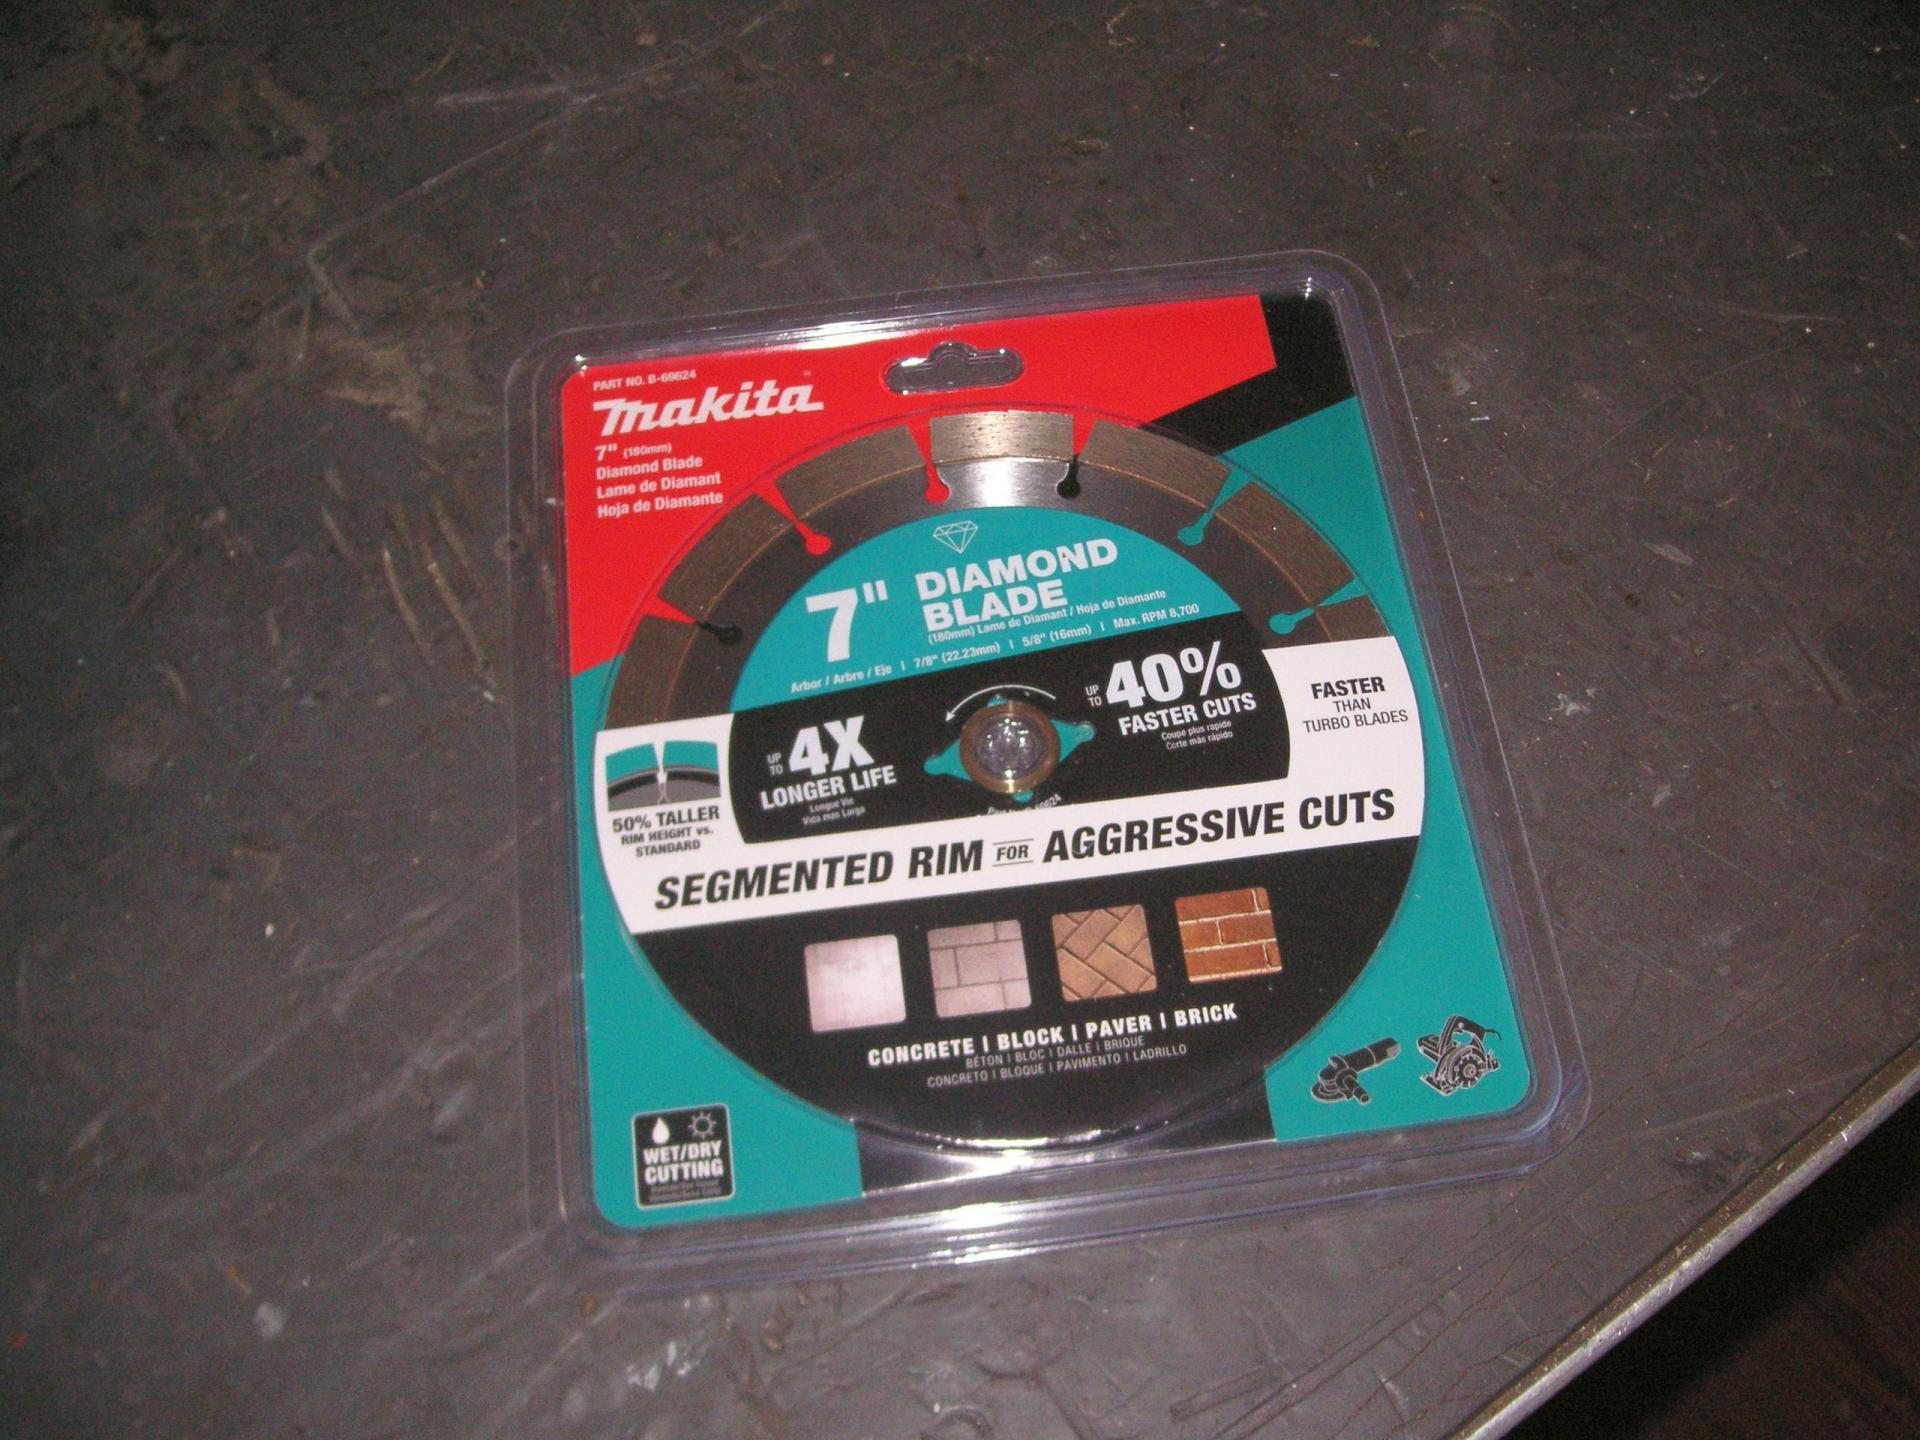 PART NO. B-69624
makita
7" (180mm)
Diamond Blade
Lame de Diamant
Hoja de Diamante
7" DIAMOND
BLADE
(180mm) Lame de Diamant / Hoja de Diamante
Arbor / Arbre / Eje | 7/8" (22.23mm) | 5/8" (16mm) | Max. RPM 8,700
UP TO 4X
LONGER LIFE
Longue Vie
Vida mas Larga
UP TO 40%
FASTER CUTS
Coupe plus rapide
Corte más rápido
FASTER
THAN
TURBO BLADES
50% TALLER
RIM HEIGHT vs.
STANDARD
SEGMENTED RIM FOR AGGRESSIVE CUTS
CONCRETE | BLOCK | PAVER | BRICK
BÉTON | BLOC | DALLE | BRIQUE
CONCRETO | BLOQUE | PAVIMENTO | LADRILLO
WET/DRY
CUTTING